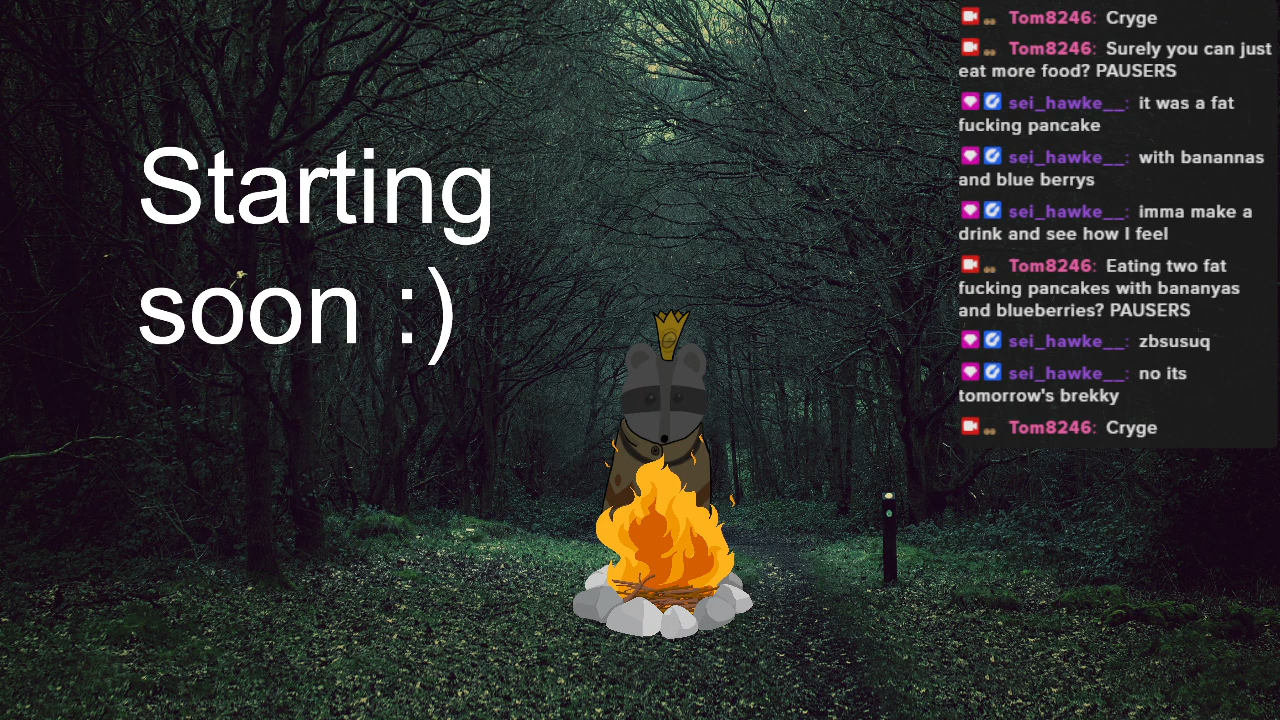 Starting
soon :)
Tom8246: Cryge
Tom8246: Surely you can just
eat more food? PAUSERS
sei_hawke__: it was a fat
fucking pancake
sei_hawke__: with banannas
and blue berrys
sei_hawke__: imma make a
drink and see how I feel
Tom8246: Eating two fat
fucking pancakes with bananyas
and blueberries? PAUSERS
sei_hawke__: zbsusuq
sei_hawke__: no its
tomorrow's brekky
Tom8246: Cryge